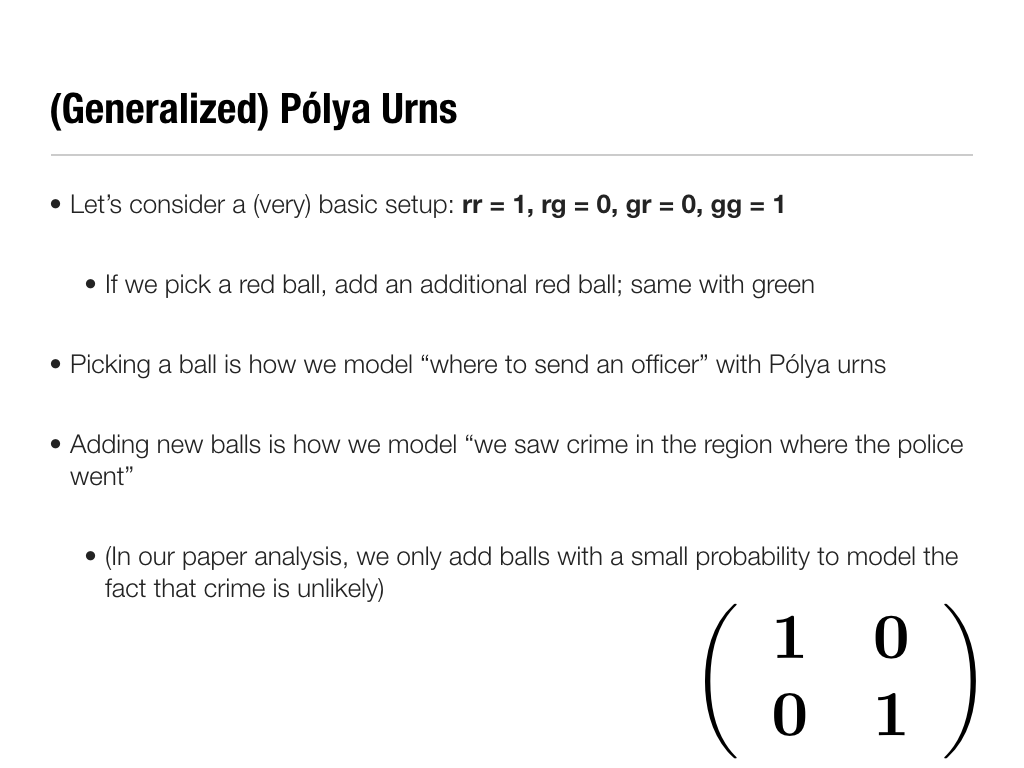 (Generalized) Pólya Urns
• Let’s consider a (very) basic setup: rr = 1, rg = 0, gr = 0, gg = 1
• If we pick a red ball, add an additional red ball; same with green
• Picking a ball is how we model “where to send an officer” with Pólya urns
• Adding new balls is how we model “we saw crime in the region where the police
went”
• (In our paper analysis, we only add balls with a small probability to model the
fact that crime is unlikely)
1 0
0 1